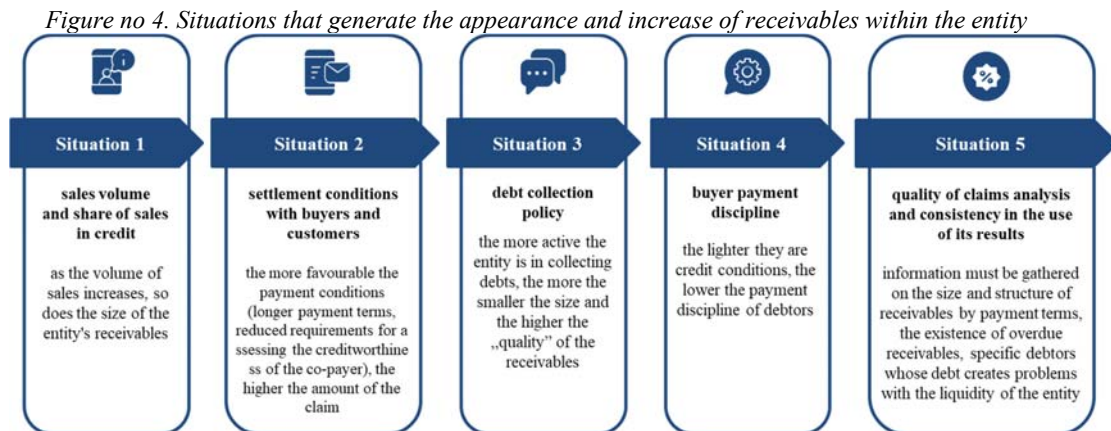 Figure no 4. Situations that generate the appearance and increase of receivables within the entity
Situation 1
sales volume
and share of sales
in credit
as the volume of
sales increases, so
does the size of the
entity's receivables
Situation 2
settlement conditions
with buyers and
customers
the more favourable the
payment conditions
(longer payment terms,
reduced requirements for a
ssessing the creditworthine
ss of the co-payer), the
higher the amount of the
claim
Situation 3
debt collection
policy
the more active the
entity is in collecting
debts, the more the
smaller the size and
the higher the
„quality” of the
receivables
Situation 4
buyer payment
discipline
the lighter they are
credit conditions, the
lower the payment
discipline of debtors
Situation 5
quality of claims analysis
and consistency in the use
of its results
information must be gathered
on the size and structure of
receivables by payment terms,
the existence of overdue
receivables, specific debtors
whose debt creates problems
with the liquidity of the entity